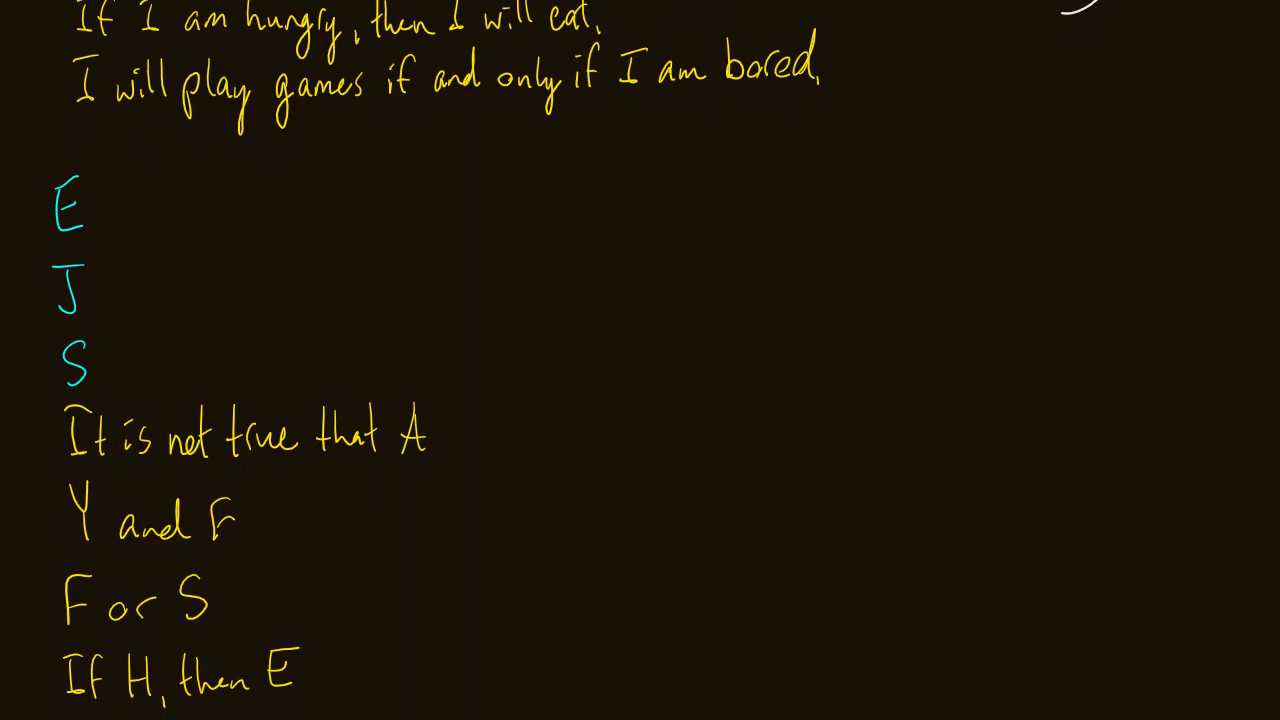 If I am hungry, then I will eat.
I will play games if and only if I am bored.
E
J
S
It is not true that A
Y and F
F or S
If H, then E